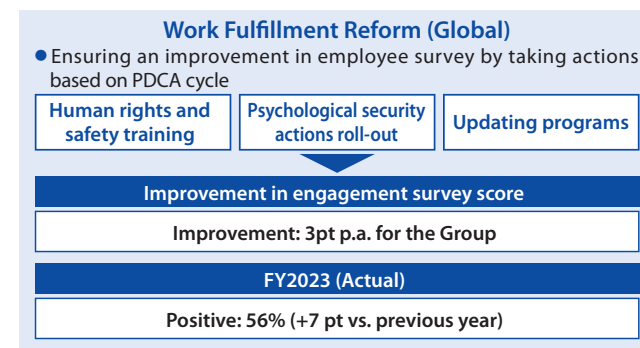 Work Fulfillment Reform (Global)
● Ensuring an improvement in employee survey by taking actions
based on PDCA cycle
Human rights and
safety training
Psychological security
actions roll-out
Updating programs
Improvement in engagement survey score
Improvement: 3pt p.a. for the Group
FY2023 (Actual)
Positive: 56% (+7 pt vs. previous year)